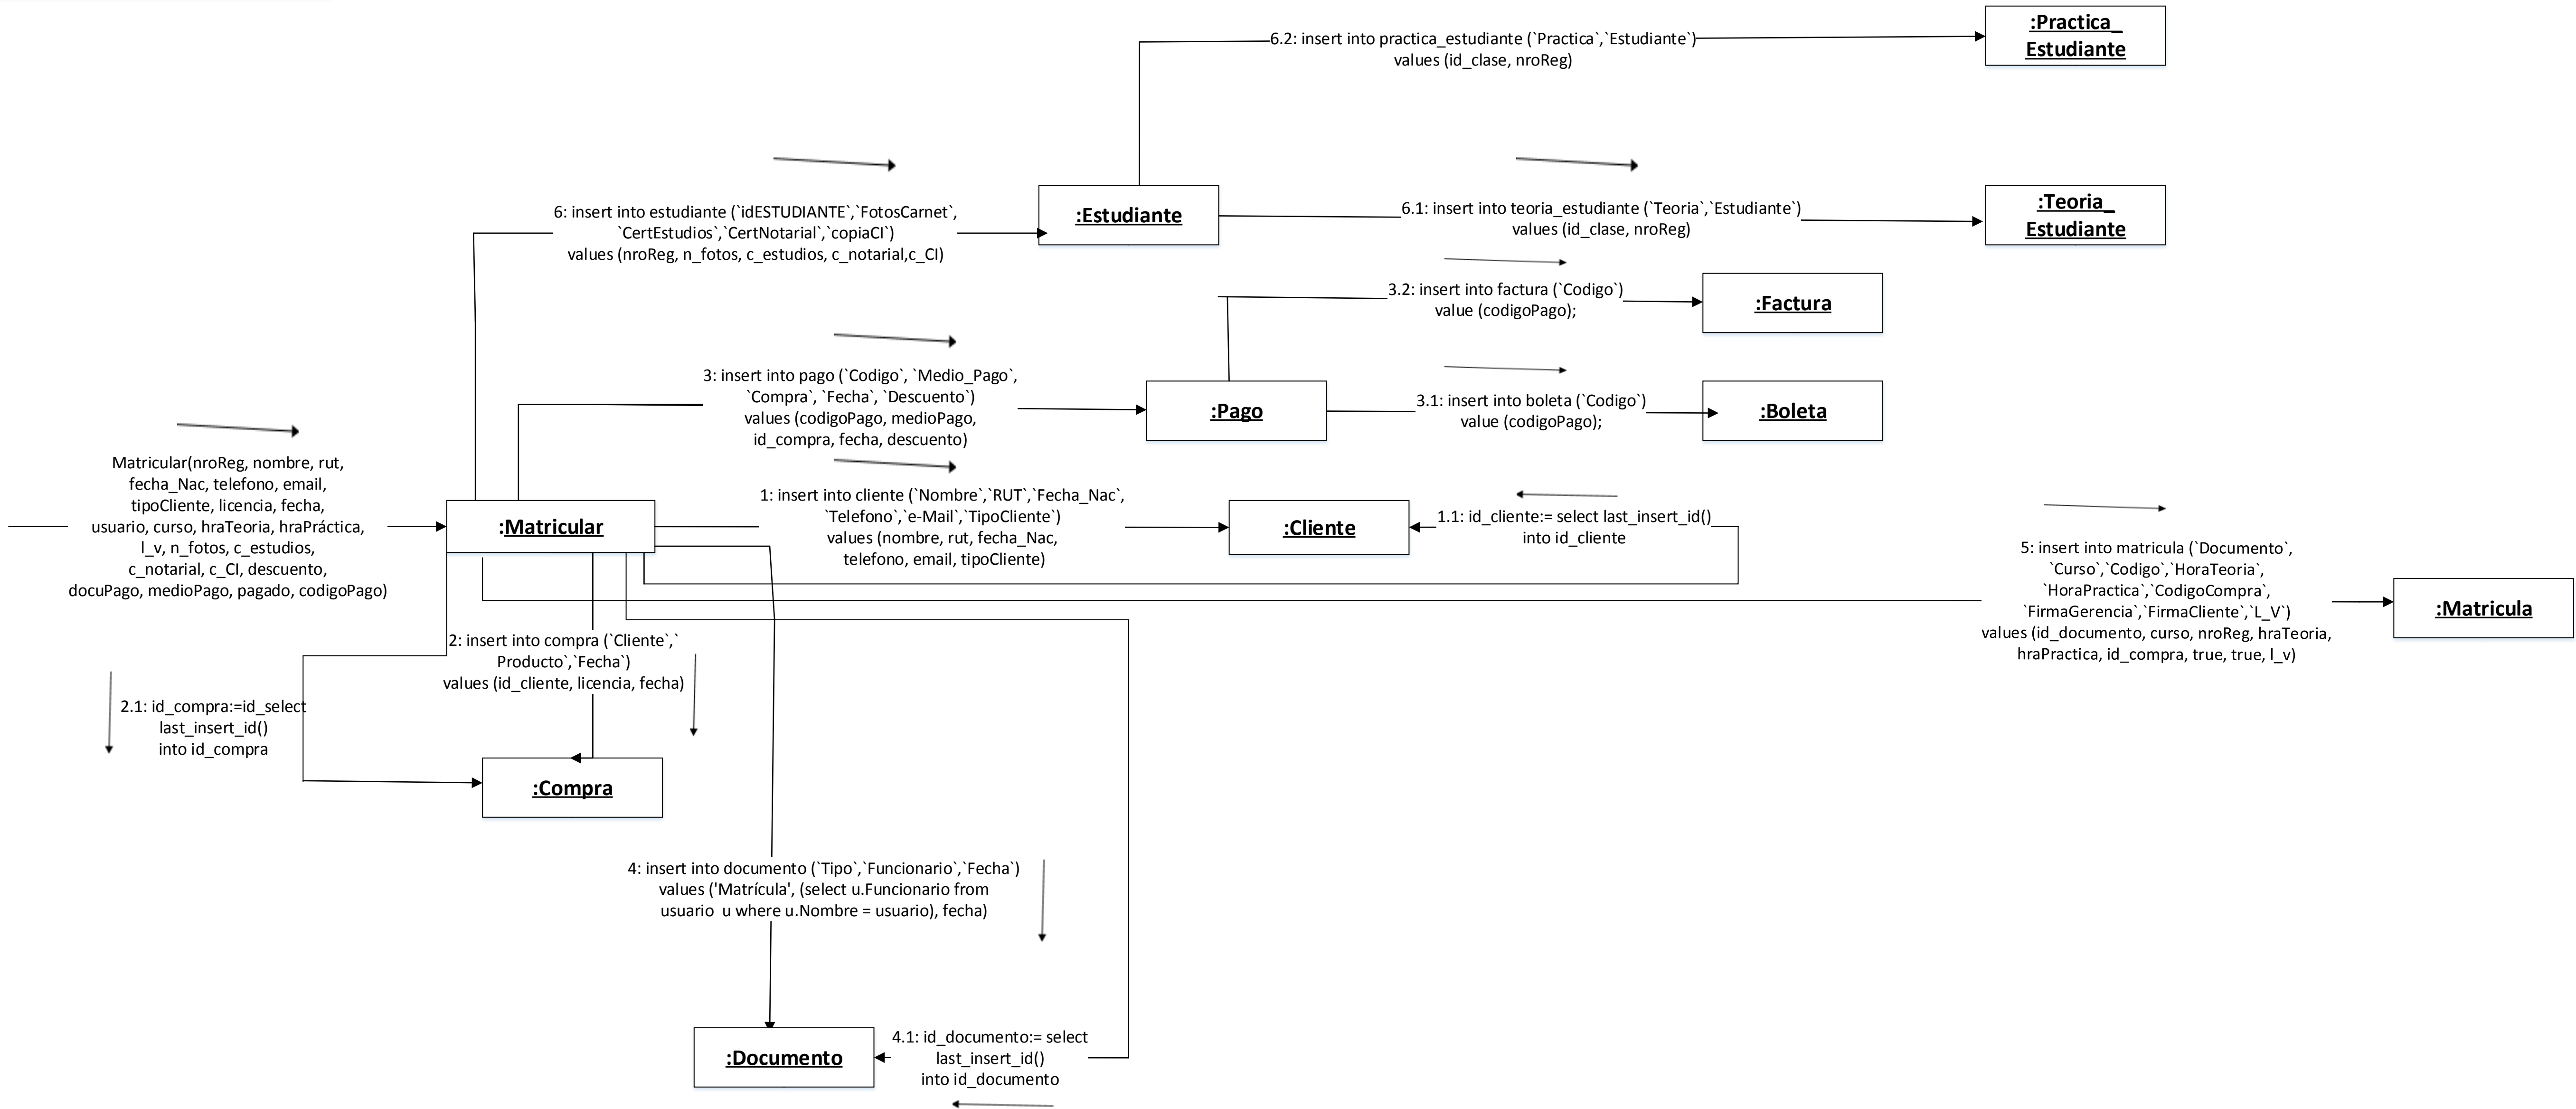 :Practica_
Estudiante
6.2: insert into practica_estudiante (`Practica`,`Estudiante`)
values (id_clase, nroReg)
6: insert into estudiante (`idESTUDIANTE`,`FotosCarnet`,
`CertEstudios`,`CertNotarial`,`copiaCI`)
values (nroReg, n_fotos, c_estudios, c_notarial,c_CI)
:Estudiante
6.1: insert into teoria_estudiante (`Teoria`,`Estudiante`)
values (id_clase, nroReg)
:Teoria_
Estudiante
3.2: insert into factura (`Codigo`)
value (codigoPago);
:Factura
3: insert into pago (`Codigo`, `Medio_Pago`,
`Compra`, `Fecha`, `Descuento`)
values (codigoPago, medioPago,
id_compra, fecha, descuento)
:Pago
3.1: insert into boleta (`Codigo`)
value (codigoPago);
:Boleta
Matricular(nroReg, nombre, rut,
fecha_Nac, telefono, email,
tipoCliente, licencia, fecha,
usuario, curso, hraTeoria, hraPráctica,
l_v, n_fotos, c_estudios,
c_notarial, c_CI, descuento,
docuPago, medioPago, pagado, codigoPago)
:Matricular
1: insert into cliente (`Nombre`,`RUT`,`Fecha_Nac`,
`Telefono`,`e-Mail`,`TipoCliente`)
values (nombre, rut, fecha_Nac,
telefono, email, tipoCliente)
:Cliente
1.1: id_cliente:= select last_insert_id()
into id_cliente
5: insert into matricula (`Documento`,
`Curso`,`Codigo`,`HoraTeoria`,
`HoraPractica`,`CodigoCompra`,
`FirmaGerencia`,`FirmaCliente`,`L_V`)
values (id_documento, curso, nroReg, hraTeoria,
hraPractica, id_compra, true, true, l_v)
:Matricula
2: insert into compra (`Cliente`,`
Producto`,`Fecha`)
values (id_cliente, licencia, fecha)
2.1: id_compra:=id_select
last_insert_id()
into id_compra
:Compra
4: insert into documento (`Tipo`,`Funcionario`,`Fecha`)
values ('Matrícula', (select u.Funcionario from
usuario  u where u.Nombre = usuario), fecha)
:Documento
4.1: id_documento:= select
last_insert_id()
into id_documento